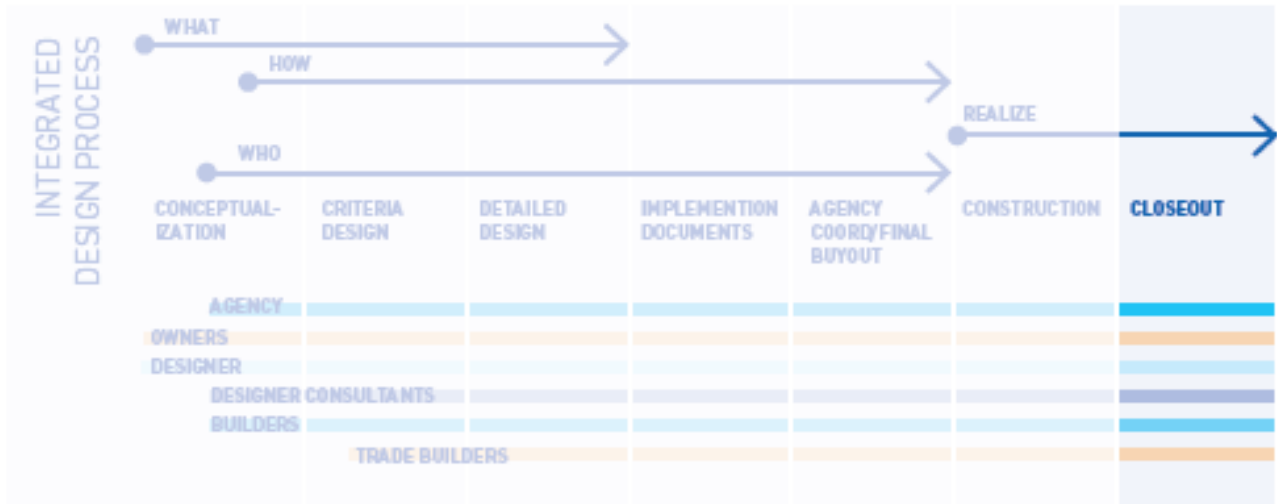 INTEGRATED
DESIGN PROCESS
WHAT
HOW
REALIZE
WHO
CONCEPTUAL-
IZATION
CRITERIA
DESIGN
DETAILED
DESIGN
IMPLEMENTION
DOCUMENTS
AGENCY
COORD/FINAL
BUYOUT
CONSTRUCTION
CLOSEOUT
AGENCY
OWNERS
DESIGNER
DESIGNER CONSULTANTS
BUILDERS
TRADE BUILDERS